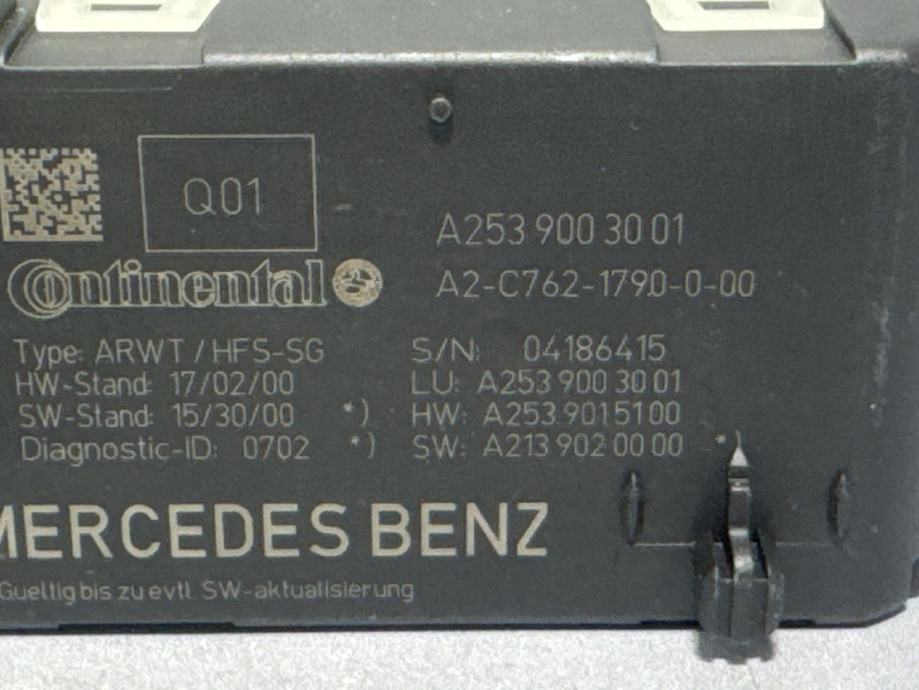 Q01
A253 900 30 01
A2-C762-1790-0-00
Continental
Type: ARWT/HFS-SG
S/N: 04186415
HW-Stand: 17/02/00
LU: A253 900 30 01
SW-Stand: 15/30/00 *)
HW: A253 901 51 00
Diagnostic-ID: 0702 *)
SW: A213 902 00 00 *)
MERCEDES BENZ
Gueltig bis zu evtl. SW-aktualisierung